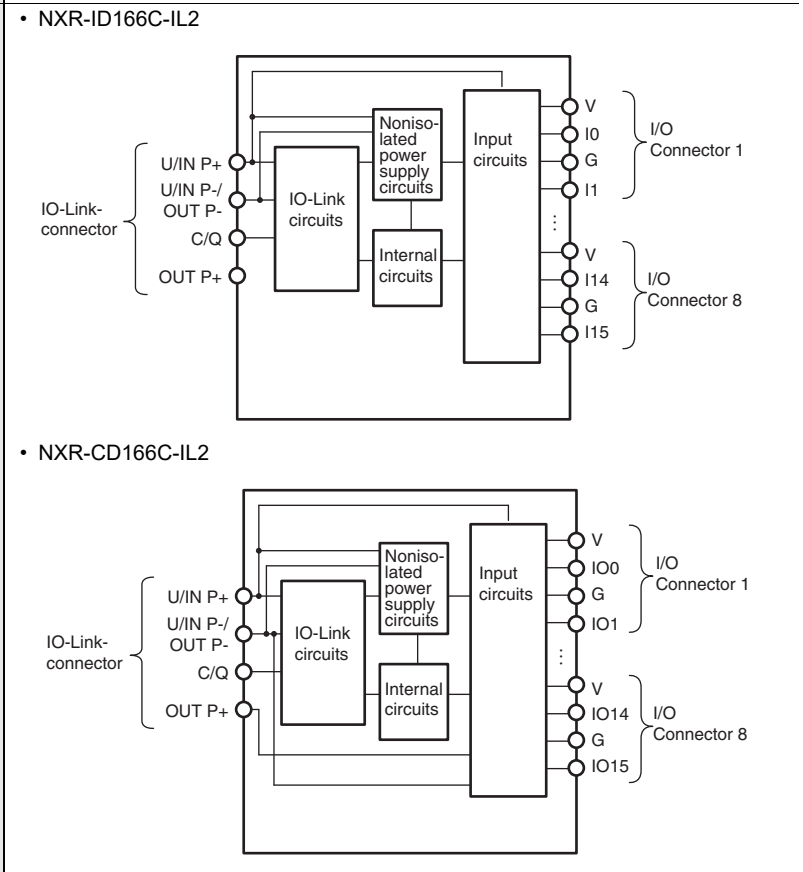 • NXR-ID166C-IL2
IO-Link-
connector
U/IN P+
U/IN P-/
OUT P-
C/Q
OUT P+
IO-Link
circuits
Noniso-
lated
power
supply
circuits
Internal
circuits
Input
circuits
V
I0
G
I1
⋮
V
I14
G
I15
I/O
Connector 1
I/O
Connector 8
• NXR-CD166C-IL2
IO-Link-
connector
U/IN P+
U/IN P-/
OUT P-
C/Q
OUT P+
IO-Link
circuits
Noniso-
lated
power
supply
circuits
Internal
circuits
Input
circuits
V
IO0
G
IO1
⋮
V
IO14
G
IO15
I/O
Connector 1
I/O
Connector 8